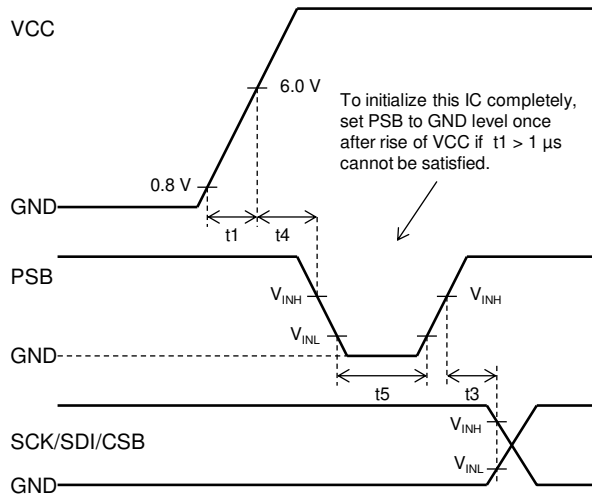 VCC
6.0 V
To initialize this IC completely,
set PSB to GND level once
after rise of VCC if t1 > 1 µs
cannot be satisfied.
0.8 V
GND
t1
t4
PSB
VINH
VINH
VINL
GND
t5
t3
VINH
SCK/SDI/CSB
VINL
GND